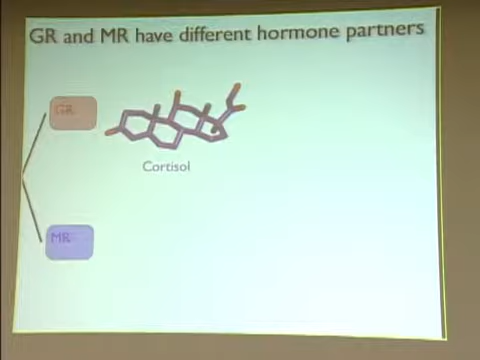 GR and MR have different hormone partners
GR
Cortisol
MR